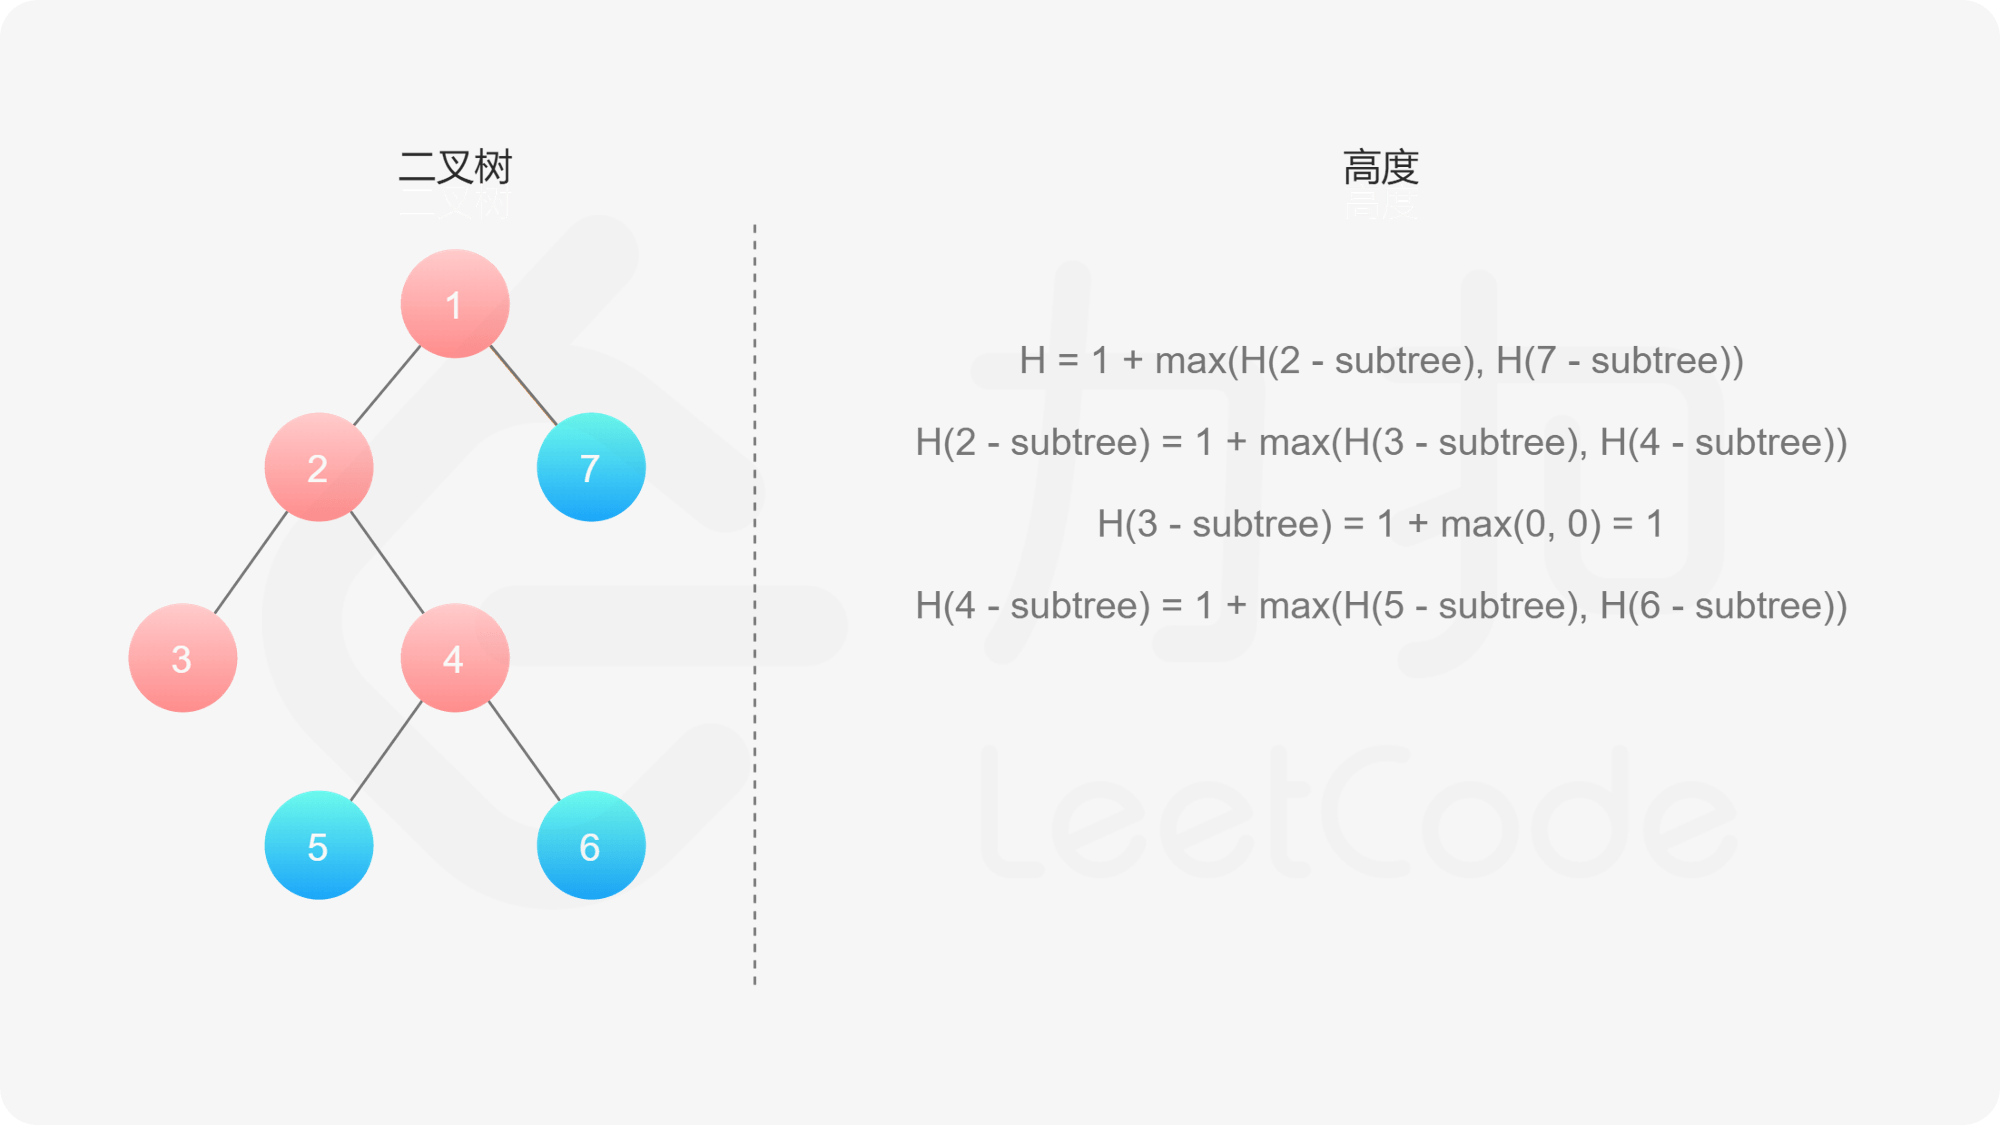 二叉树
高度
1
2
7
3
4
5
6
H = 1 + max(H(2 - subtree), H(7 - subtree))
H(2 - subtree) = 1 + max(H(3 - subtree), H(4 - subtree))
H(3 - subtree) = 1 + max(0, 0) = 1
H(4 - subtree) = 1 + max(H(5 - subtree), H(6 - subtree))
力扣
LeetCode